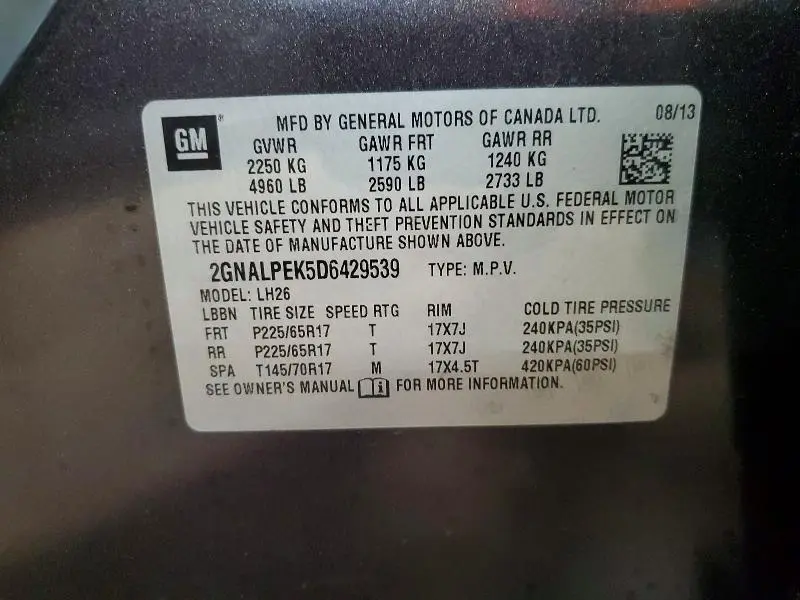 GM® MFD BY GENERAL MOTORS OF CANADA LTD. 08/13
GVWR GAWR FRT GAWR RR
2250 KG 1175 KG 1240 KG
4960 LB 2590 LB 2733 LB
THIS VEHICLE CONFORMS TO ALL APPLICABLE U.S. FEDERAL MOTOR
VEHICLE SAFETY AND THEFT PREVENTION STANDARDS IN EFFECT ON
THE DATE OF MANUFACTURE SHOWN ABOVE.
2GNALPEK5D6429539 TYPE: M.P.V.
MODEL: LH26
LBBN TIRE SIZE SPEED RTG RIM COLD TIRE PRESSURE
FRT P225/65R17 T 17X7J 240KPA(35PSI)
RR P225/65R17 T 17X7J 240KPA(35PSI)
SPA T145/70R17 M 17X4.5T 420KPA(60PSI)
SEE OWNER'S MANUAL i FOR MORE INFORMATION.